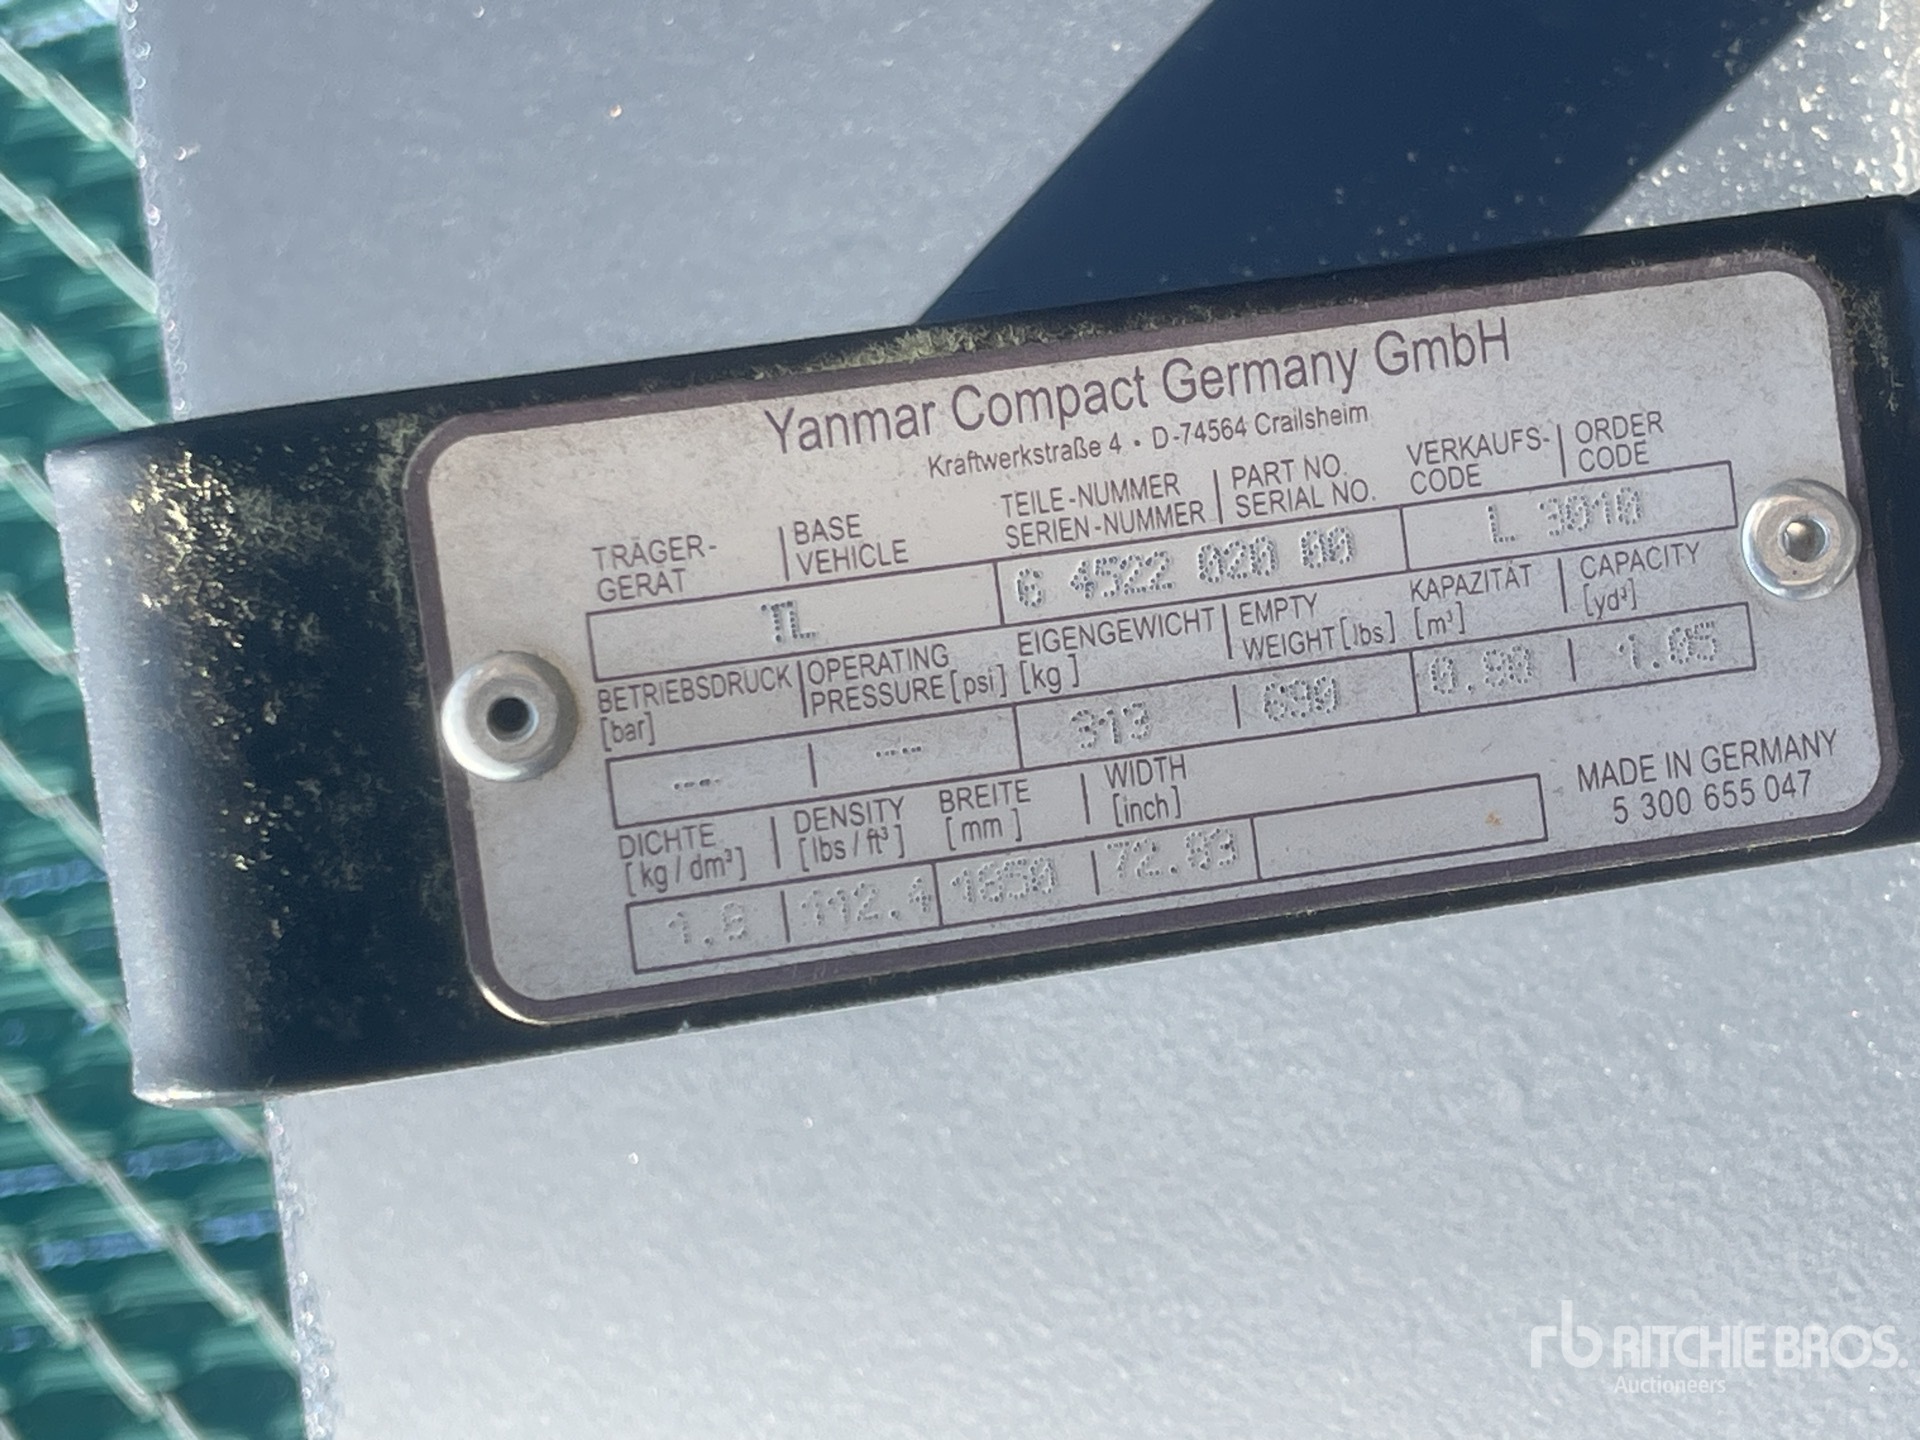 Yanmar Compact Germany GmbH
Kraftwerkstraße 4 • D-74564 Crailsheim
TRÄGER-GERÄT | BASE VEHICLE
TEILE-NUMMER SERIEN-NUMMER | PART NO. SERIAL NO.
VERKAUFS-CODE | ORDER CODE
TL
6 4522 020 00
L 3010
BETRIEBSDRUCK [bar] | OPERATING PRESSURE [psi]
EIGENGEWICHT [kg] | EMPTY WEIGHT [lbs]
KAPAZITÄT [m³] | CAPACITY [yd³]
--- | ---
313 | 690
0.90 | 1.05
DICHTE [kg/dm³] | DENSITY [lbs/ft³]
BREITE [mm] | WIDTH [inch]
1.8 | 112.4
1850 | 72.83
MADE IN GERMANY
5 300 655 047
rb RITCHIE BROS.
Auctioneers